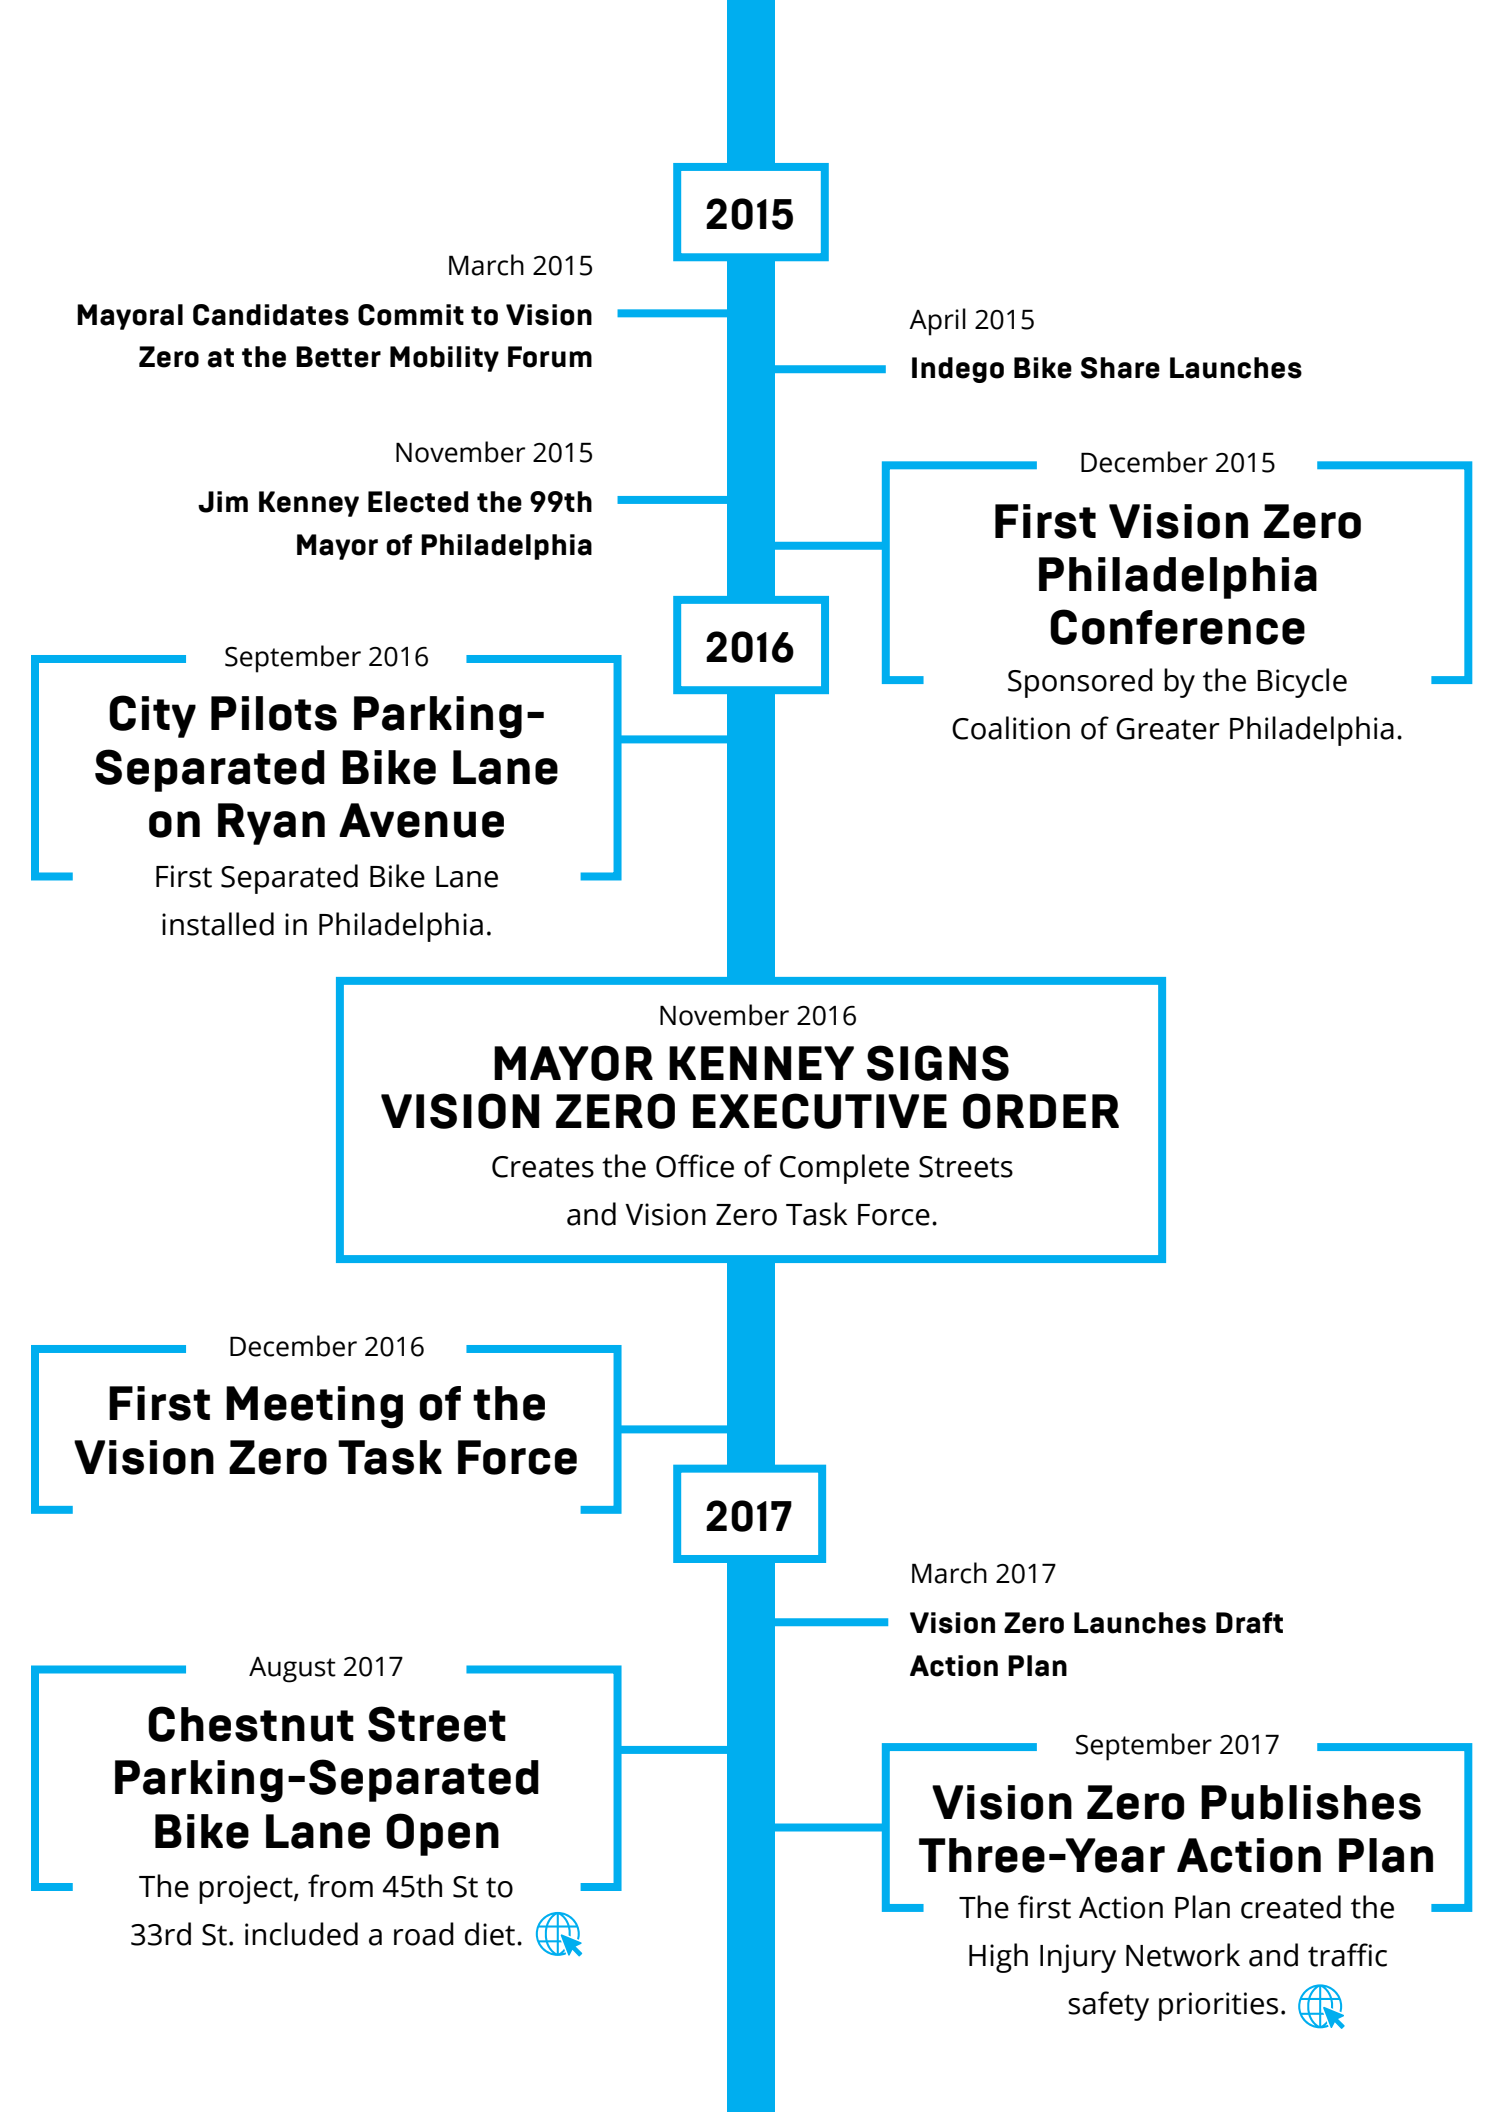 2015
March 2015
Mayoral Candidates Commit to Vision
Zero at the Better Mobility Forum
April 2015
Indego Bike Share Launches
November 2015
Jim Kenney Elected the 99th
Mayor of Philadelphia
December 2015
First Vision Zero
Philadelphia
Conference
Sponsored by the Bicycle
Coalition of Greater Philadelphia.
2016
September 2016
City Pilots Parking-
Separated Bike Lane
on Ryan Avenue
First Separated Bike Lane
installed in Philadelphia.
November 2016
MAYOR KENNEY SIGNS
VISION ZERO EXECUTIVE ORDER
Creates the Office of Complete Streets
and Vision Zero Task Force.
December 2016
First Meeting of the
Vision Zero Task Force
2017
March 2017
Vision Zero Launches Draft
Action Plan
August 2017
Chestnut Street
Parking-Separated
Bike Lane Open
The project, from 45th St to
33rd St. included a road diet.
September 2017
Vision Zero Publishes
Three-Year Action Plan
The first Action Plan created the
High Injury Network and traffic
safety priorities.